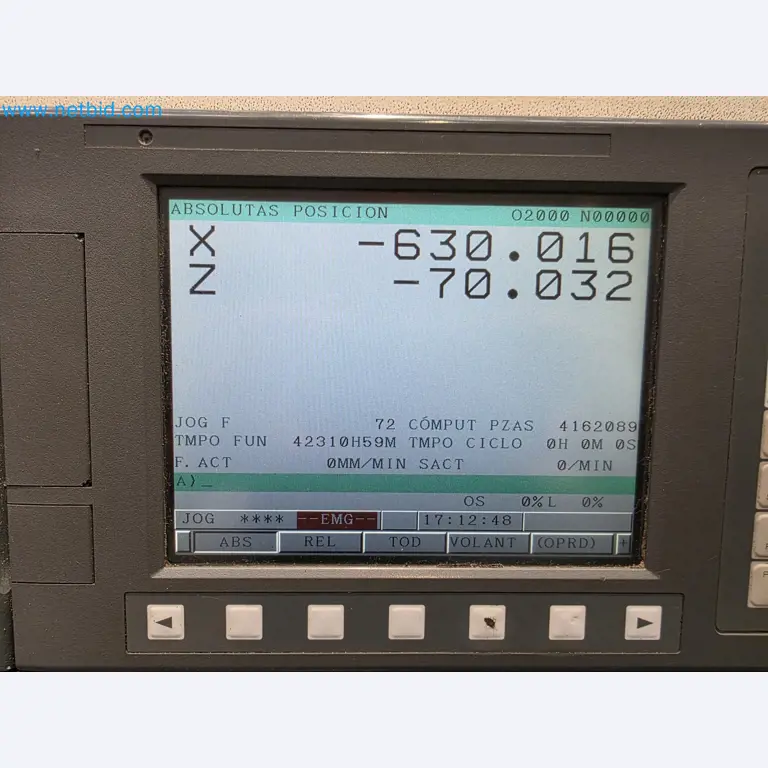 www.netbid.com
ABSOLUTAS POSICION O2000 N00000
X -630.016
Z -70.032
JOG F 72 CÓMPUT PZAS 4162089
TMPO FUN 42310H59M TMPO CICLO 0H 0M 0S
F. ACT 0MM/MIN SACT 0/MIN
A)_
OS 0% L 0%
JOG **** --EMG-- 17:12:48
ABS REL TOD VOLANT (OPRD) +